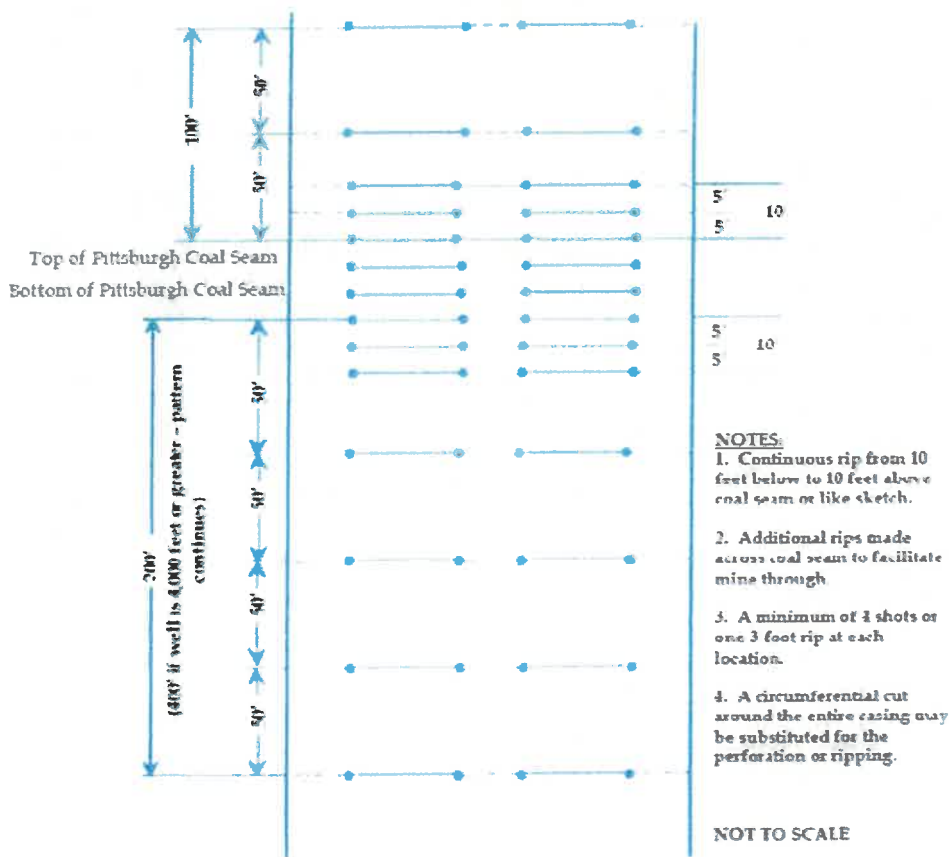 100'
50'
50'
Top of Pittsburgh Coal Seam
Bottom of Pittsburgh Coal Seam
5'
5'
10'
5'
5'
10'
200'
(400' if well is 4,000 feet or greater - pattern
continues)
50'
50'
50'
50'
NOTES:
1. Continuous rip from 10
feet below to 10 feet above
coal seam or like sketch.
2. Additional rips made
across coal seam to facilitate
mine through.
3. A minimum of 4 shots or
one 3 foot rip at each
location.
4. A circumferential cut
around the entire casing may
be substituted for the
perforation or ripping.
NOT TO SCALE